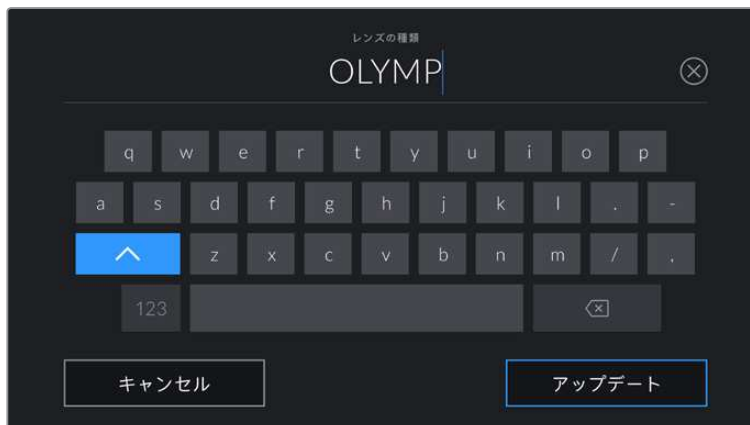 レンズの種類
OLYMP
q w e r t y u i o p
a s d f g h j k l . -
z x c v b n m / ,
123
キャンセル アップデート